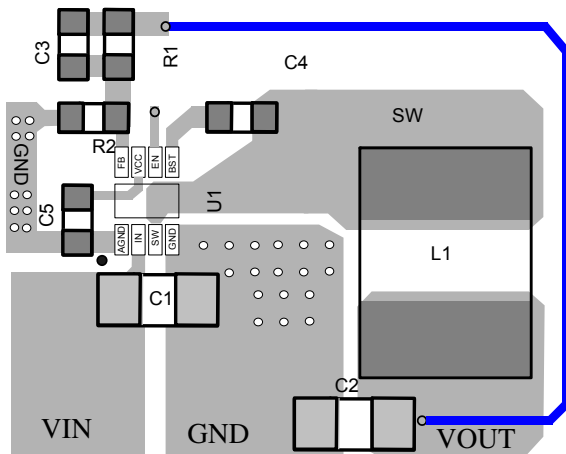 C3
R1
C4
SW
R2
GND
FB
VCC
EN
BST
U1
C5
AGND
IN
SW
GND
L1
C1
C2
VIN
GND
VOUT